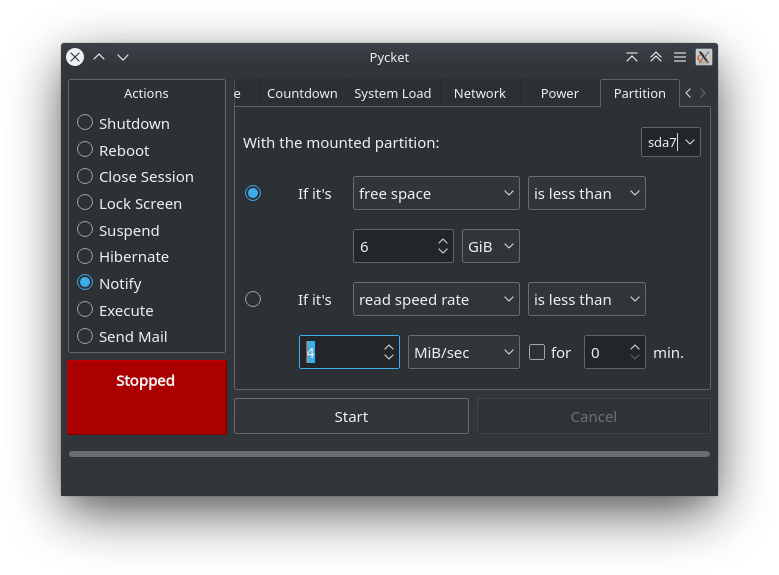 Pycket
Actions
Shutdown
Reboot
Close Session
Lock Screen
Suspend
Hibernate
Notify
Execute
Send Mail
Stopped
e Countdown System Load Network Power Partition
With the mounted partition: sda7
If it's free space is less than
6 GiB
If it's read speed rate is less than
4 MiB/sec for 0 min.
Start Cancel